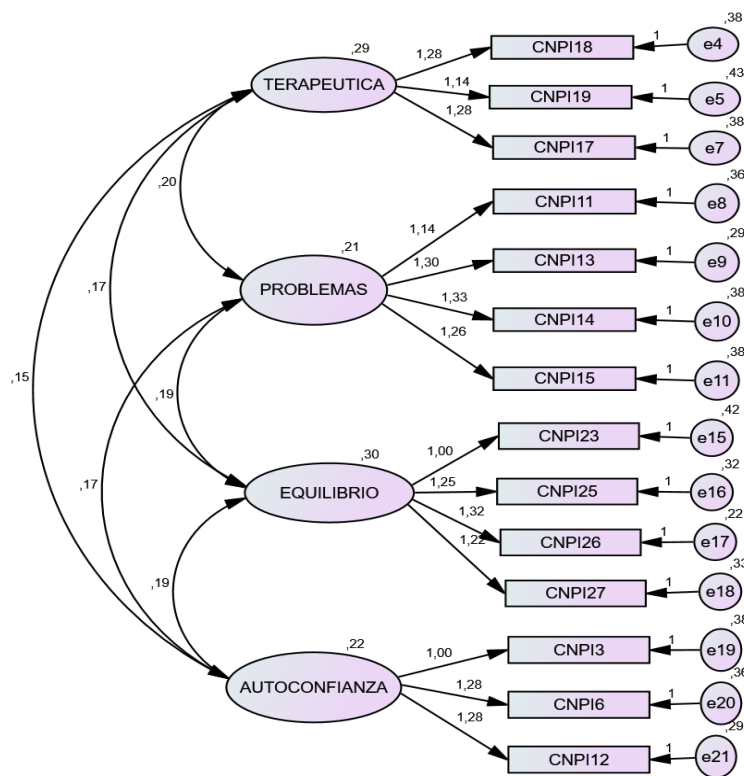 ,38
,29
1
1,28
CNPI18
e4
TERAPEUTICA
,43
1,14
1
CNPI19
e5
,38
1,28
1
CNPI17
e7
,20
,36
1
CNPI11
e8
1,14
,29
,21
1
1,30
CNPI13
e9
PROBLEMAS
,38
1,33
1
CNPI14
e10
,17
,38
1,26
1
CNPI15
e11
,15
,19
,42
1
CNPI23
e15
1,00
,30
,32
1
EQUILIBRIO
1,25
CNPI25
e16
,17
,22
1,32
1
CNPI26
e17
1,22
,33
1
CNPI27
e18
,19
,38
,22
1
1,00
CNPI3
e19
AUTOCONFIANZA
,36
1,28
1
CNPI6
e20
,29
1,28
1
CNPI12
e21